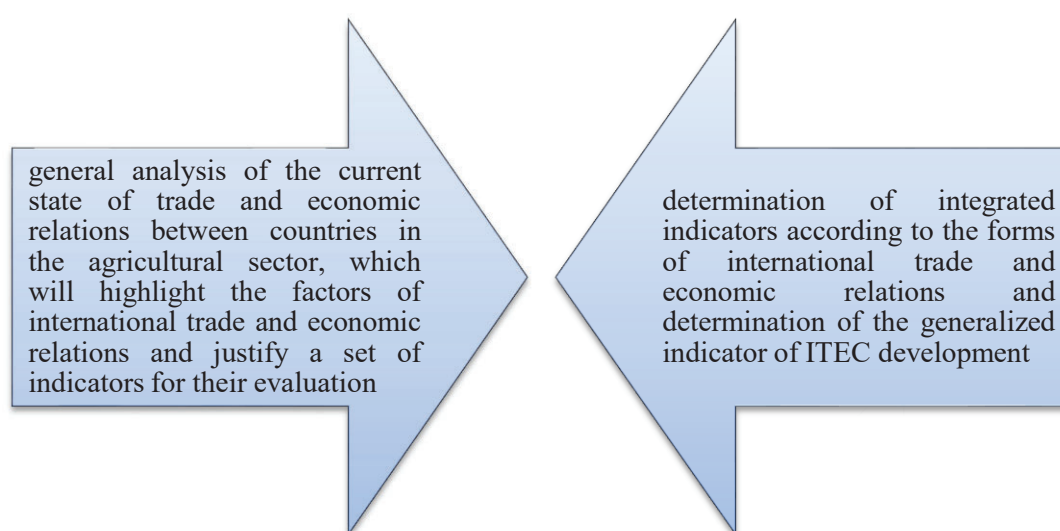 general analysis of the current
state of trade and economic
relations between countries in
the agricultural sector, which
will highlight the factors of
international trade and economic
relations and justify a set of
indicators for their evaluation
determination of integrated
indicators according to the forms
of international trade and
economic relations and
determination of the generalized
indicator of ITEC development